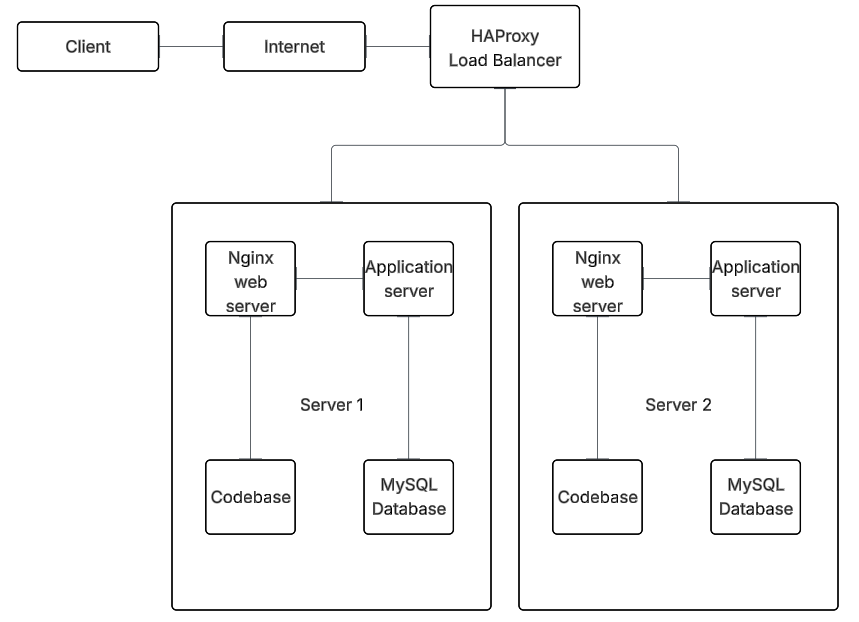 Client
Internet
HAProxy
Load Balancer
Nginx
web
server
Application
server
Server 1
Codebase
MySQL
Database
Nginx
web
server
Application
server
Server 2
Codebase
MySQL
Database